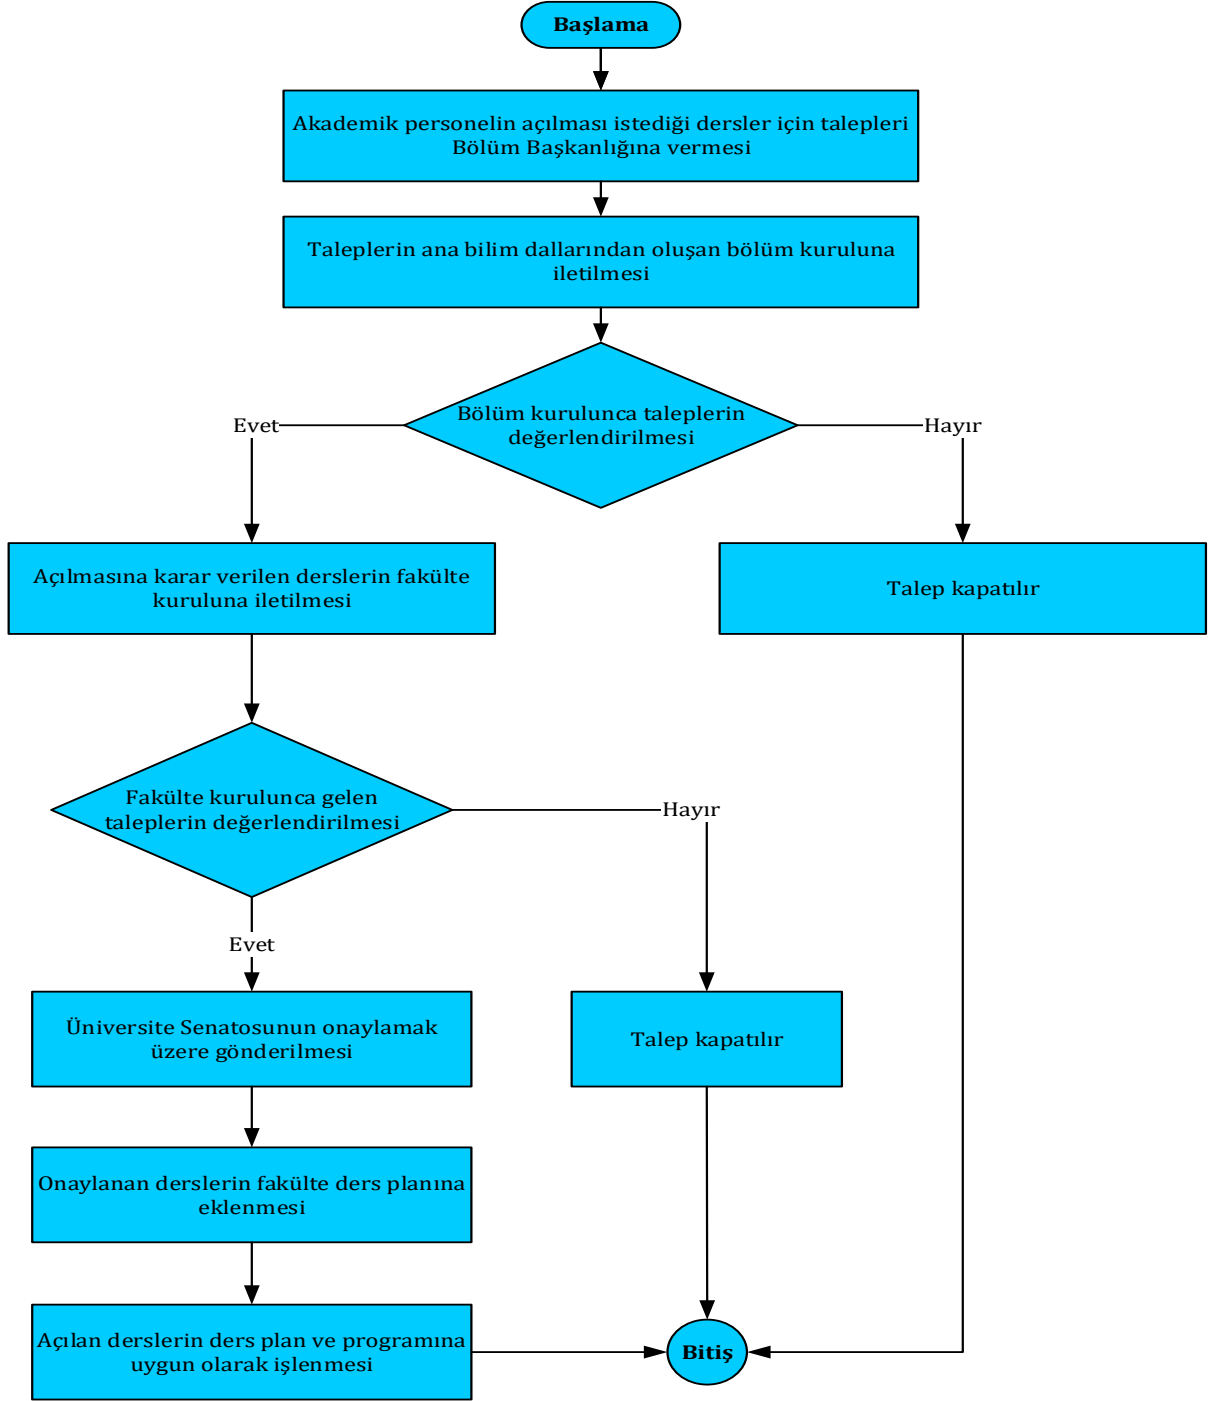 Başlama
Akademik personelin açılması istediği dersler için talepleri
Bölüm Başkanlığına vermesi
Taleplerin ana bilim dallarından oluşan bölüm kuruluna
iletilmesi
Bölüm kurulunca taleplerin
değerlendirilmesi
Evet
Hayır
Açılmasına karar verilen derslerin fakülte
kuruluna iletilmesi
Talep kapatılır
Fakülte kurulunca gelen
taleplerin değerlendirilmesi
Hayır
Evet
Üniversite Senatosunun onaylamak
üzere gönderilmesi
Talep kapatılır
Onaylanan derslerin fakülte ders planına
eklenmesi
Açılan derslerin ders plan ve programına
uygun olarak işlenmesi
Bitiş